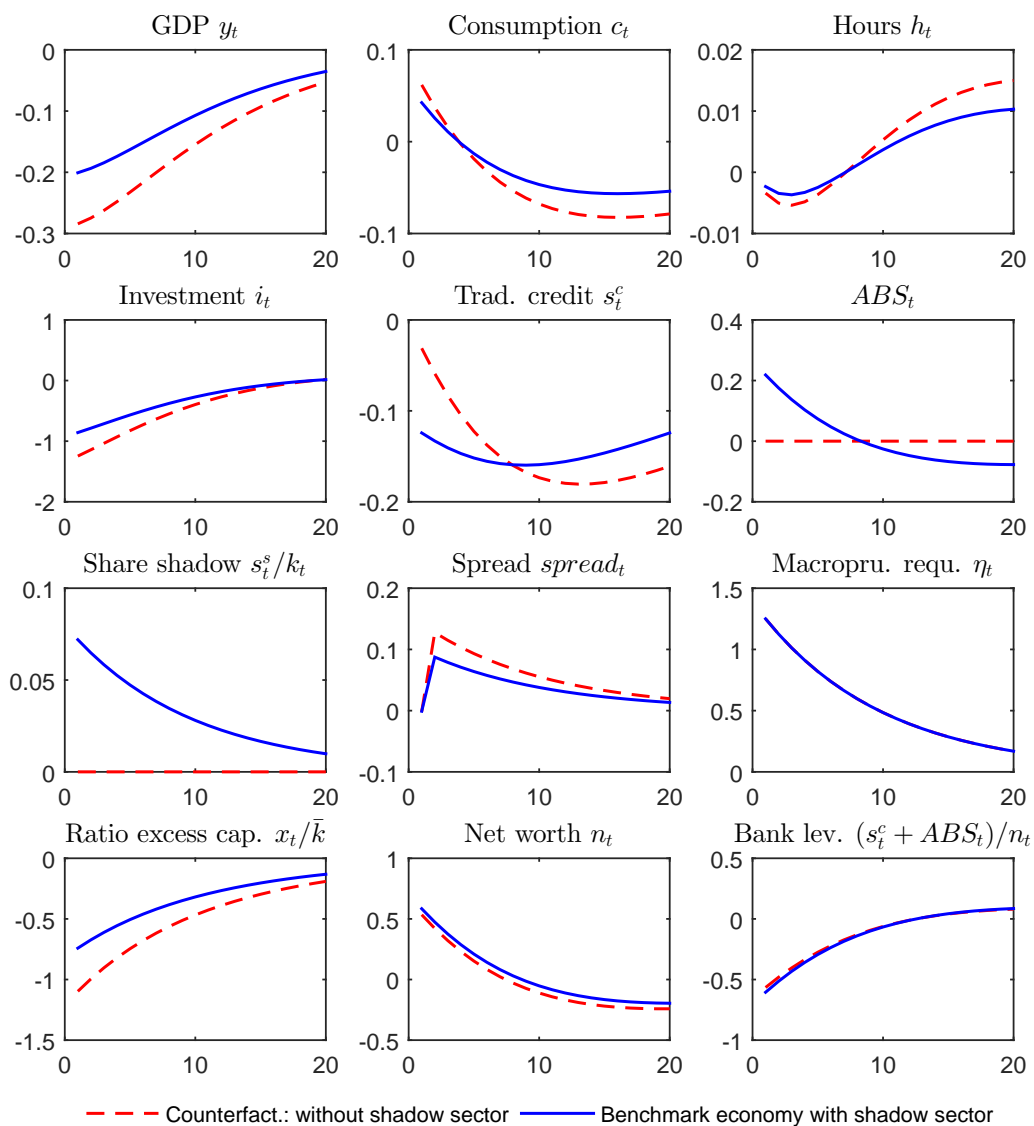 GDP y_t Consumption c_t Hours h_t
0 0.1 0.02
-0.1 0 0.01
-0.2 0
-0.3 -0.1 -0.01
0 10 20 0 10 20 0 10 20
Investment i_t Trad. credit s_t^c ABS_t
1 0 0.4
0 -0.1 0.2
-1 0
-2 -0.2 -0.2
0 10 20 0 10 20 0 10 20
Share shadow s_t^s/k_t Spread spread_t Macropru. requ. η_t
0.1 0.2 1.5
0.05 0.1 1
0 0.5
0 -0.1 0
0 10 20 0 10 20 0 10 20
Ratio excess cap. x_t/k̄ Net worth n_t Bank lev. (s_t^c + ABS_t)/n_t
0 1 0.5
-0.5 0.5 0
-1 0 -0.5
-1.5 -0.5 -1
0 10 20 0 10 20 0 10 20
Counterfact.: without shadow sector Benchmark economy with shadow sector